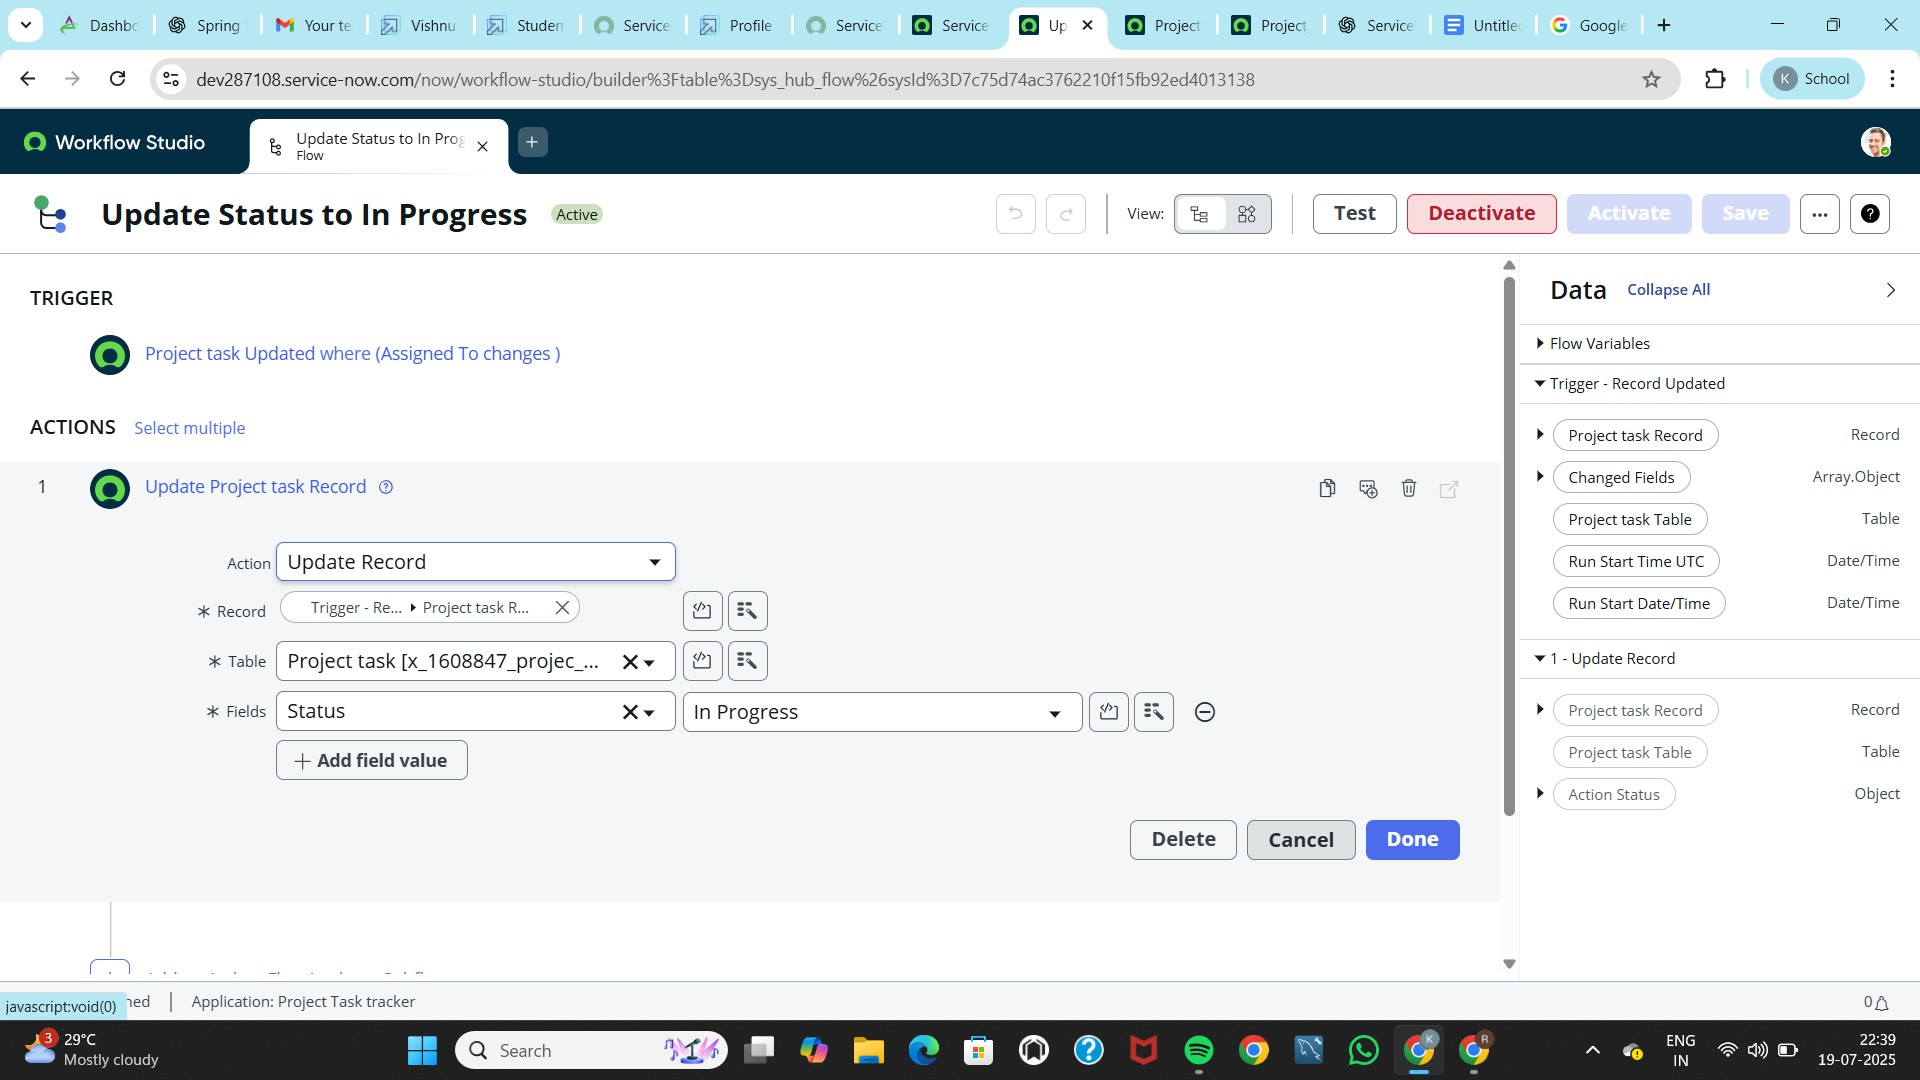 Dashbo
Spring
Your te
Vishnu
Studen
Service
Profile
Service
Service
Up
Project
Project
Service
Untitle
Google
dev287108.service-now.com/now/workflow-studio/builder%3Ftable%3Dsys_hub_flow%26sysId%3D7c75d74ac3762210f15fb92ed4013138
K School
Workflow Studio
Update Status to In Prog
Flow
Update Status to In Progress
Active
View:
Test
Deactivate
Activate
Save
TRIGGER
Project task Updated where (Assigned To changes )
ACTIONS
Select multiple
1
Update Project task Record
Action
Update Record
* Record
Trigger - Re...
Project task R...
* Table
Project task [x_1608847_projec_...
* Fields
Status
In Progress
Add field value
Delete
Cancel
Done
Data
Collapse All
Flow Variables
Trigger - Record Updated
Project task Record
Record
Changed Fields
Array.Object
Project task Table
Table
Run Start Time UTC
Date/Time
Run Start Date/Time
Date/Time
1 - Update Record
Project task Record
Record
Project task Table
Table
Action Status
Object
javascript:void(0)
Application: Project Task tracker
0
3
29°C
Mostly cloudy
Search
K
R
ENG
IN
22:39
19-07-2025